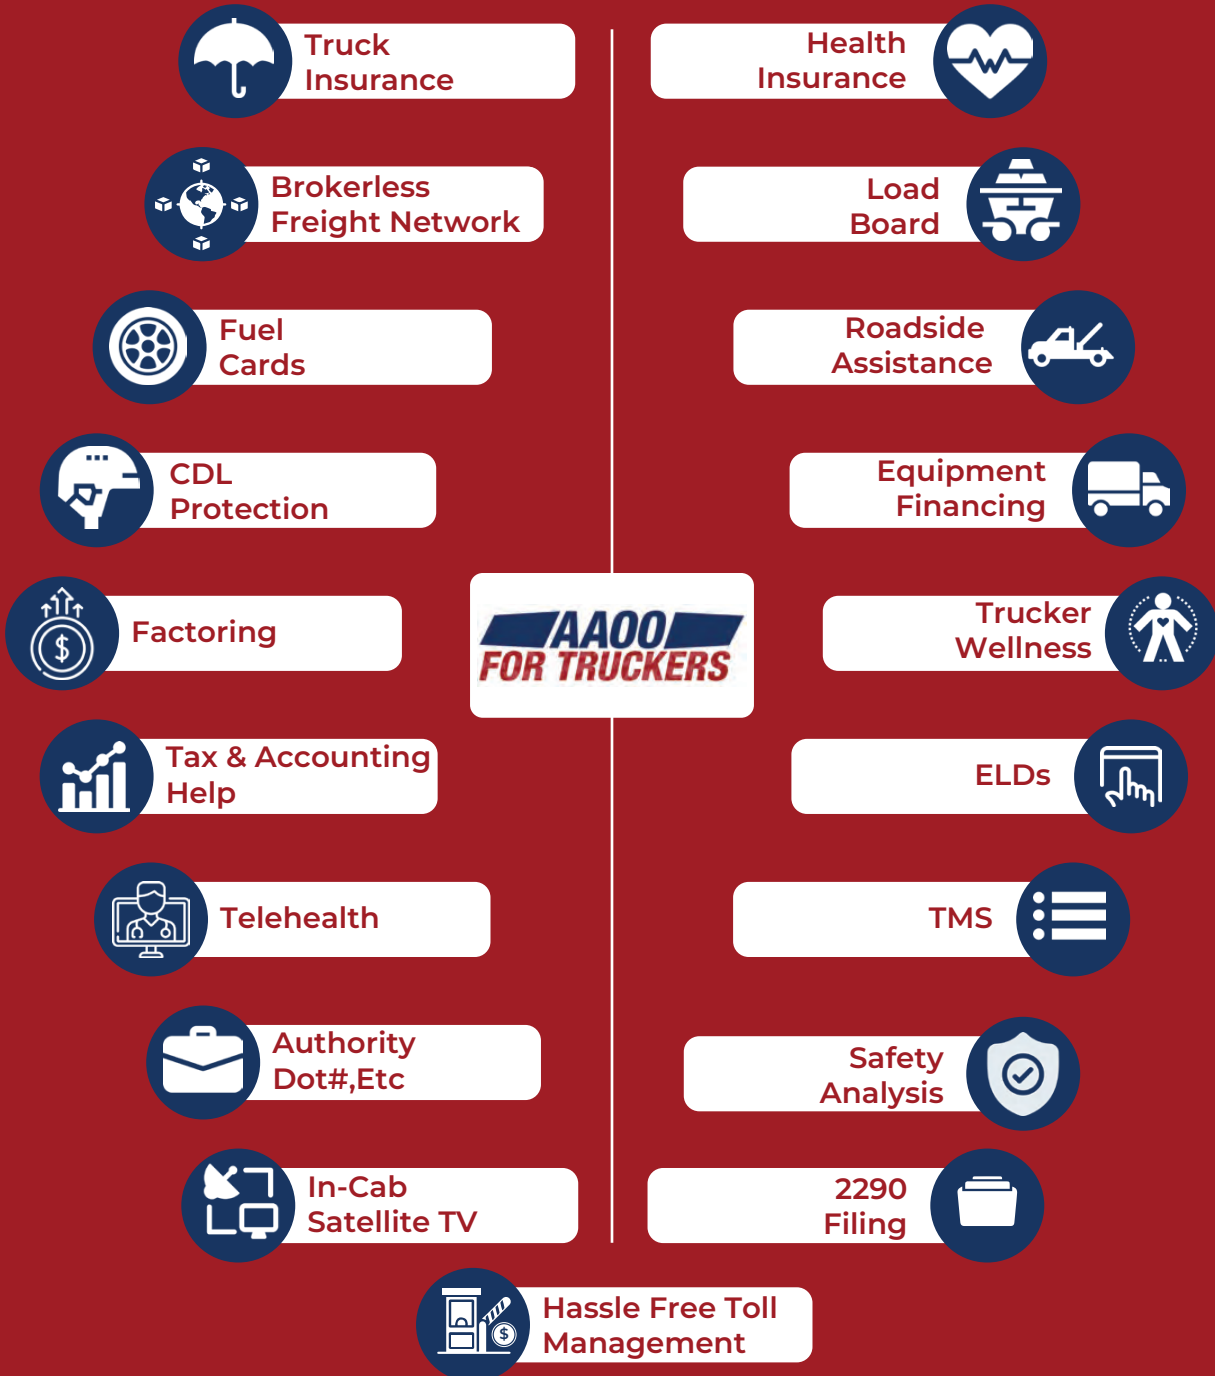 Truck
Insurance
Health
Insurance
Brokerless
Freight Network
Load
Board
Fuel
Cards
Roadside
Assistance
CDL
Protection
Equipment
Financing
Factoring
$
AAOO
FOR TRUCKERS
Trucker
Wellness
Tax & Accounting
Help
ELDs
Telehealth
TMS
Authority
Dot#,Etc
Safety
Analysis
In-Cab
Satellite TV
2290
Filing
$
Hassle Free Toll
Management